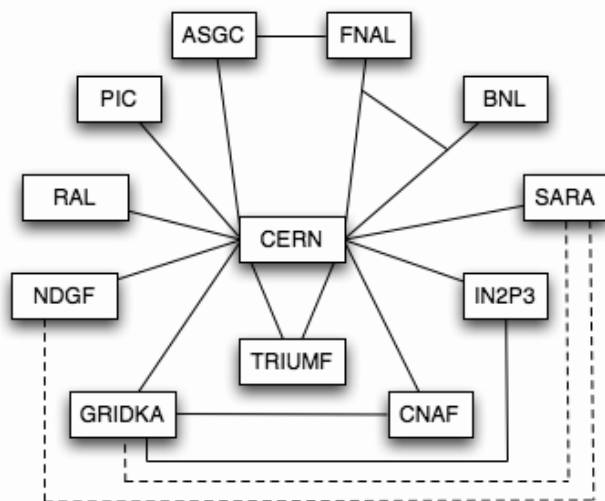 ASGC
FNAL
PIC
BNL
RAL
SARA
CERN
NDGF
IN2P3
TRIUMF
GRIDKA
CNAF